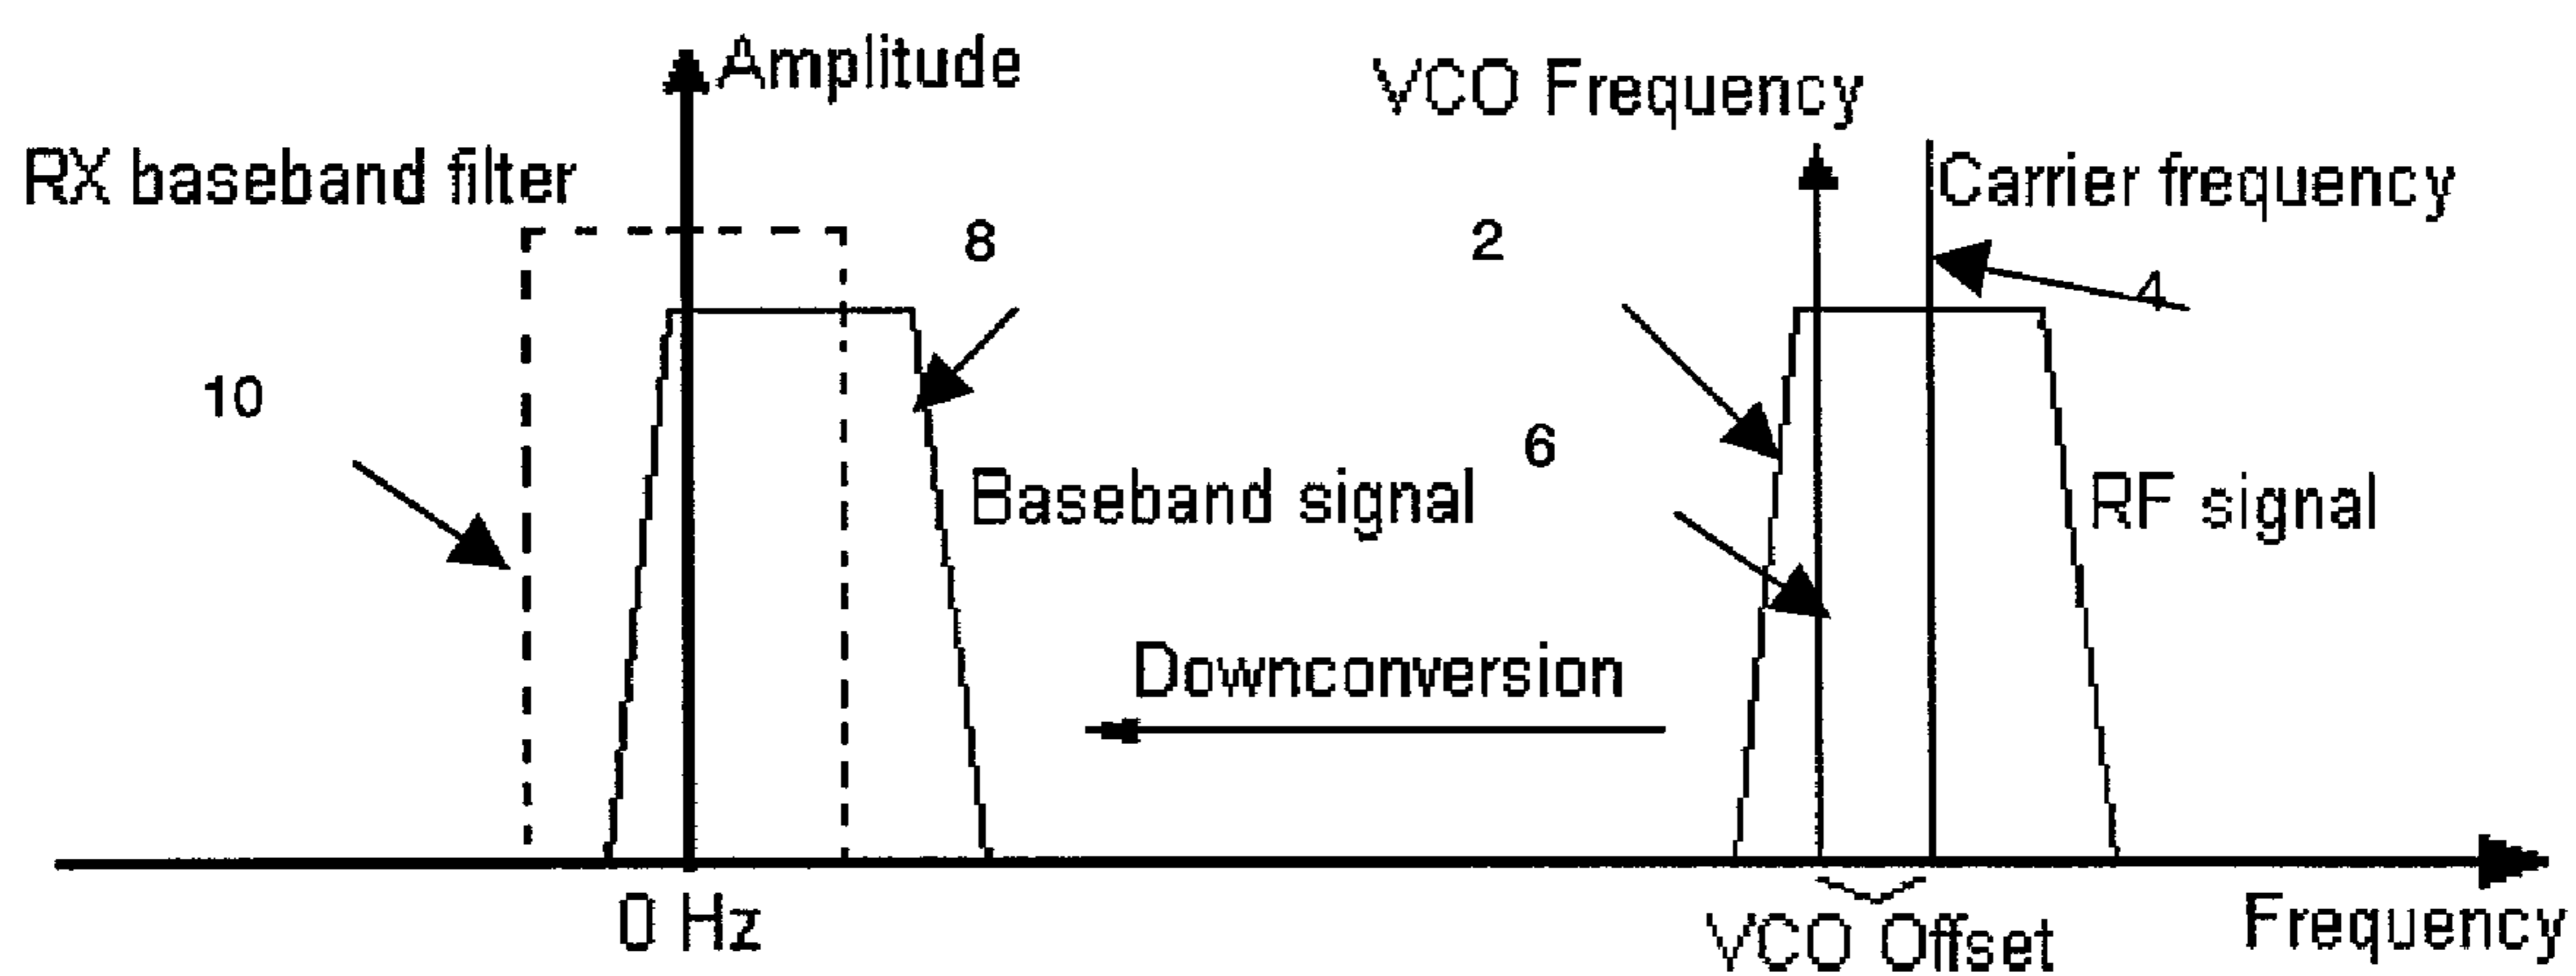 Amplitude
VCO Frequency
RX baseband filter
Carrier frequency
8
2
4
10
6
Baseband signal
RF signal
Downconversion
0 Hz
VCO Offset
Frequency